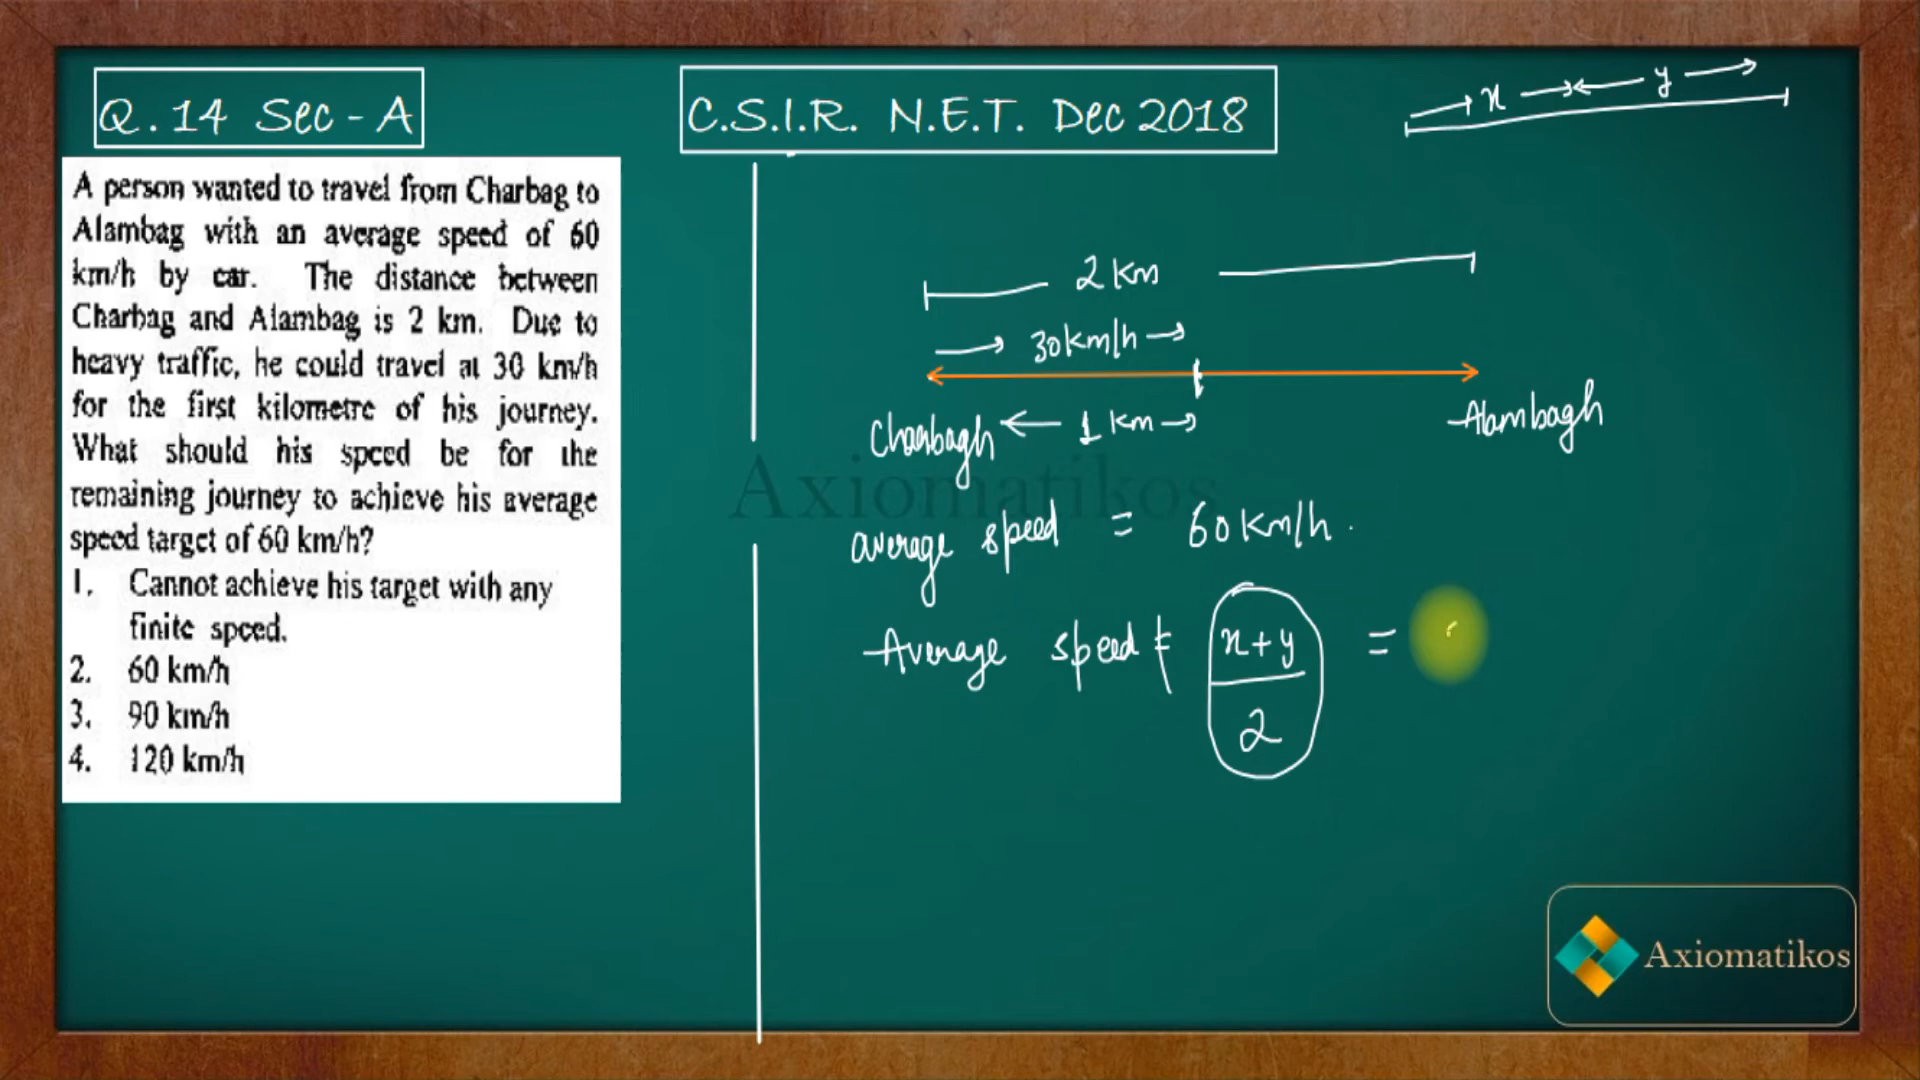 Q. 14 Sec - A
C.S.I.R. N.E.T. Dec 2018
x y
A person wanted to travel from Charbag to
Alambag with an average speed of 60
km/h by car. The distance between
Charbag and Alambag is 2 km. Due to
heavy traffic, he could travel at 30 km/h
for the first kilometre of his journey.
What should his speed be for the
remaining journey to achieve his average
speed target of 60 km/h?
1. Cannot achieve his target with any
finite speed.
2. 60 km/h
3. 90 km/h
4. 120 km/h
2 Km
30 km/h
Charbagh 1 Km Alambagh
Axiomatikos
average speed = 60 Km/h.
Average speed ≠ x+y =
2
Axiomatikos